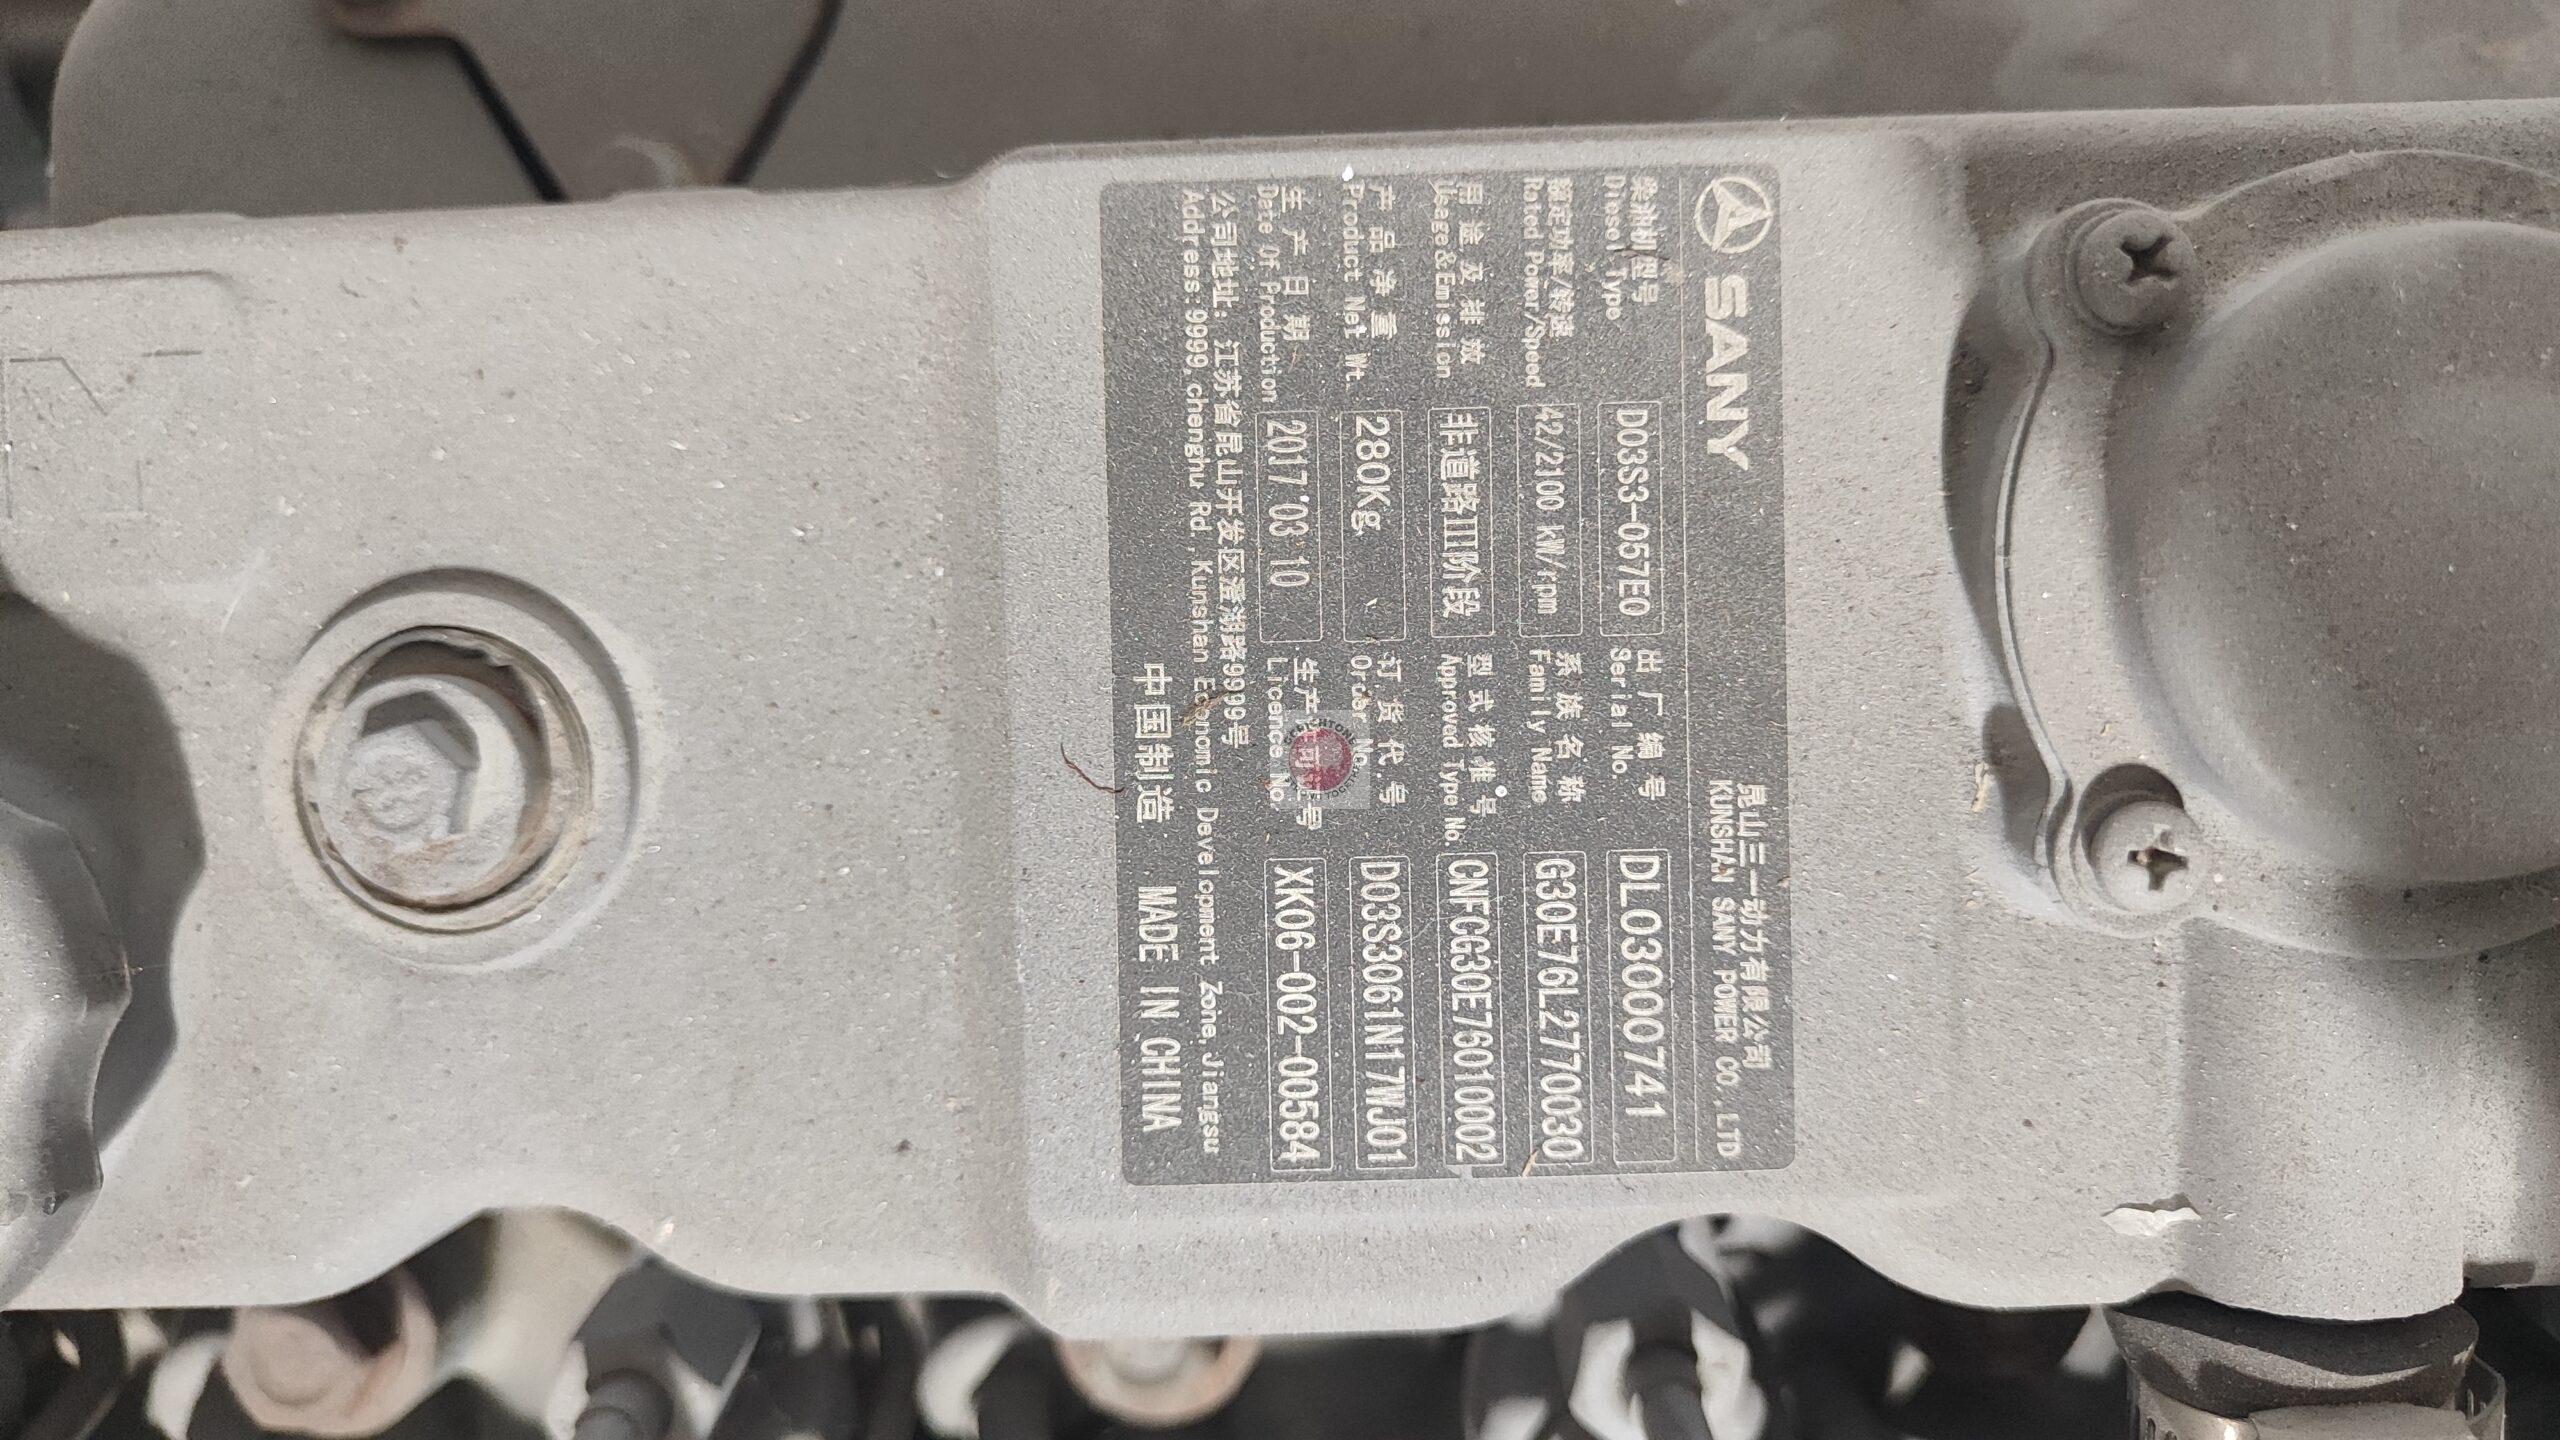 SANY
昆山三一动力有限公司
KUNSHAN SANY POWER CO., LTD
柴油机型号 D03S3-057E0 出厂编号 DL03000741
Diesel Type Serial No.
额定功率/转速 42/2100 kW/rpm 系族名称 G30E76L2770030
Rated Power/Speed Family Name
用途及排放 非道路III阶段 型式核准号 CNFCG30E76010002
Usage&Emission Approved Type No.
产品净重 280Kg 订货代号 D03S3061N17WJ01
Product Net Wt. Order No.
生产日期 2017 03 10 生产许可证号 XK06-002-00584
Date Of Production Licence No.
公司地址：江苏省昆山开发区澄湖路9999号
Address:9999,chenghu Rd,Kunshan Economic Development Zone,Jiangsu
中国制造 MADE IN CHINA